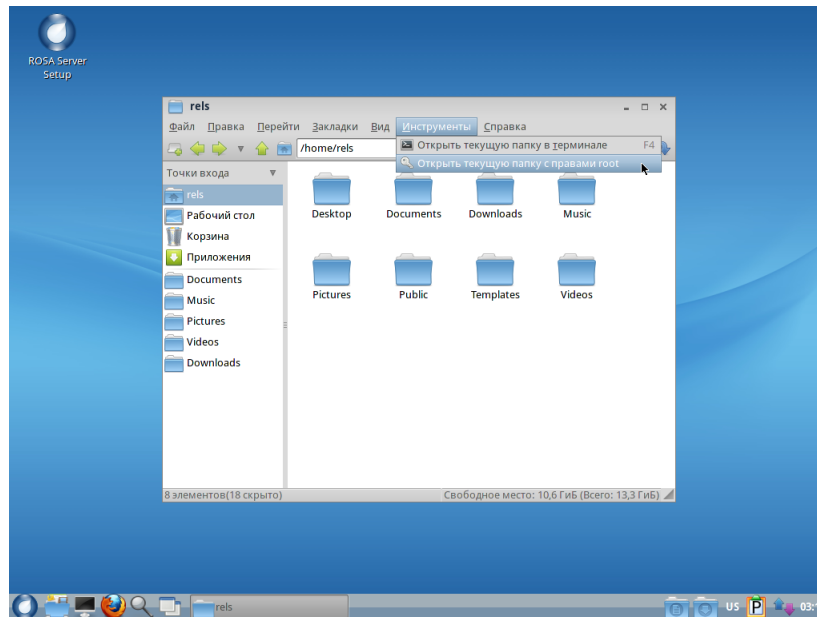 ROSA Server
Setup
rels
Файл Правка Перейти Закладки Вид Инструменты Справка
/home/rels
Открыть текущую папку в терминале F4
Открыть текущую папку с правами root
Точки входа
rels
Рабочий стол
Корзина
Приложения
Documents
Music
Pictures
Videos
Downloads
Desktop Documents Downloads Music
Pictures Public Templates Videos
8 элементов(18 скрыто) Свободное место: 10,6 ГиБ (Всего: 13,3 ГиБ)
rels US P 03: